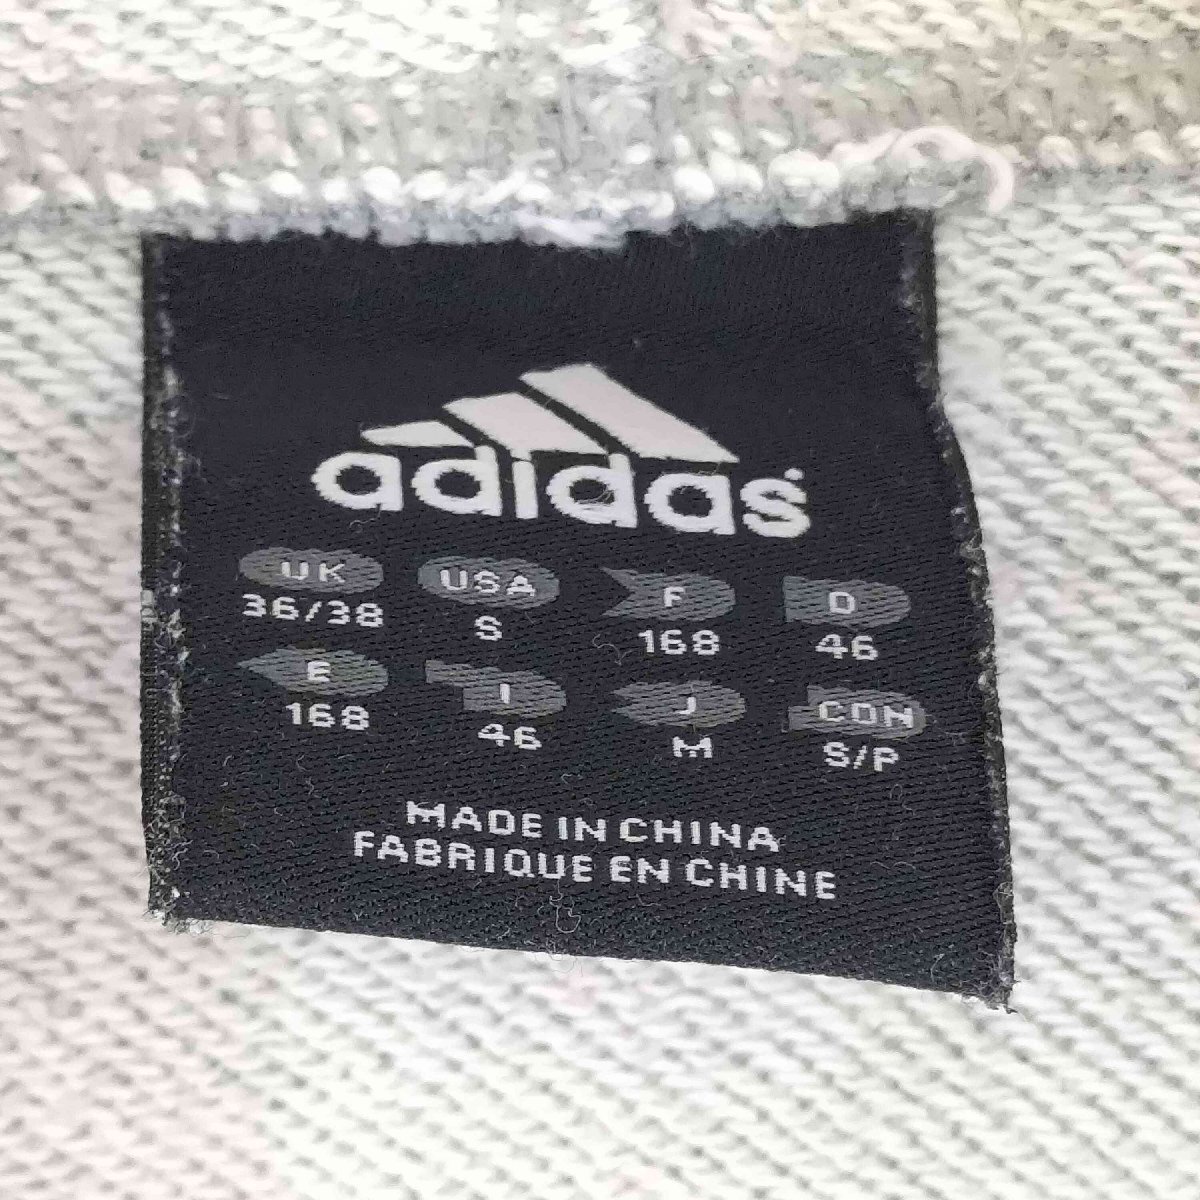 adidas
UK USA F D
36/38 S 168 46
E I J CDN
168 46 M S/P
MADE IN CHINA
FABRIQUE EN CHINE